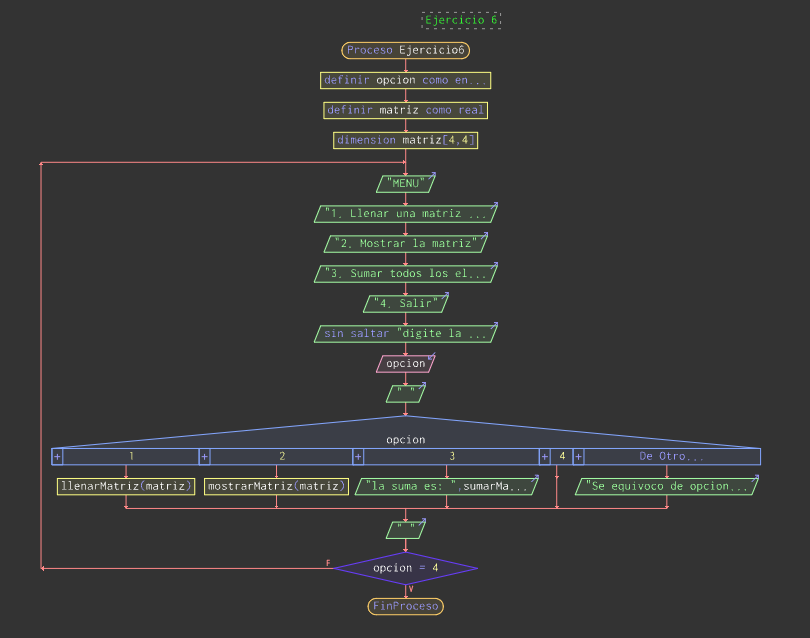 Ejercicio 6.
Proceso Ejercicio6
definir opcion como en...
definir matriz como real
dimension matriz[4,4]
"MENU"
"1. Llenar una matriz ...
"2. Mostrar la matriz"
"3. Sumar todos los el...
"4. Salir"
sin saltar "digite la ...
opcion
" "
opcion
+ 1 + 2 + 3 + 4 + De Otro...
llenarMatriz(matriz) mostrarMatriz(matriz) "la suma es: ",sumarMa... "Se equivoco de opcion...
" "
F
opcion = 4
V
FinProceso